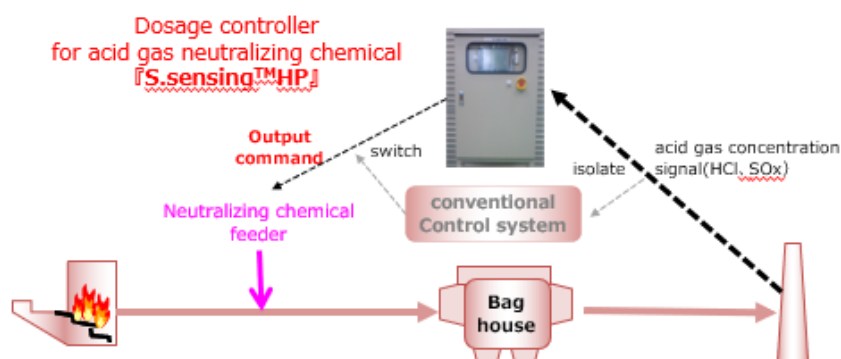 Dosage controller
for acid gas neutralizing chemical
『S.sensing™HP』
Output
command
switch
acid gas concentration
signal(HCl、SOx)
isolate
conventional
Control system
Neutralizing chemical
feeder
Bag
house